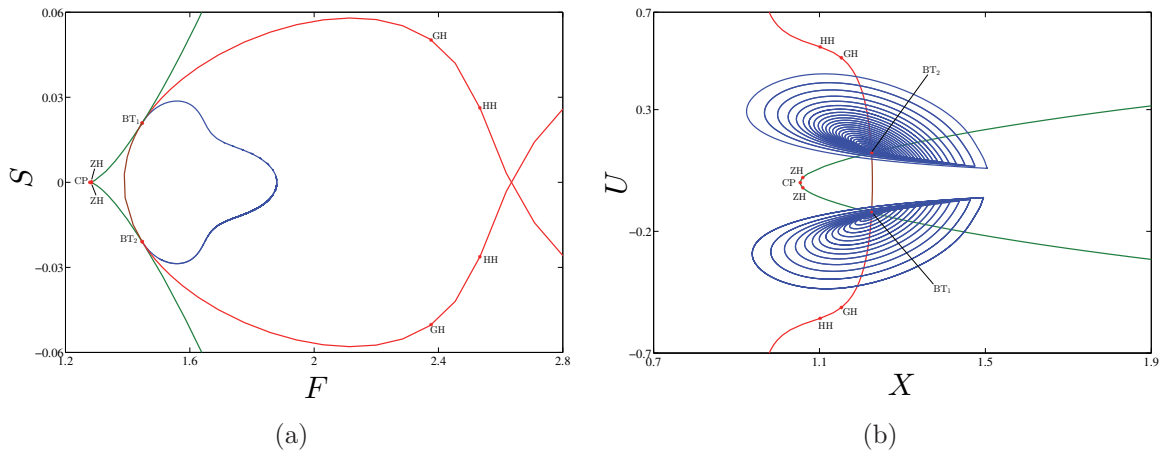 0.06
0.03
0
−0.03
−0.06
S
1.2
1.6
2
2.4
2.8
F
BT1
ZH
CP
ZH
BT2
GH
HH
HH
GH
(a)
0.7
0.3
−0.2
−0.7
U
0.7
1.1
1.5
1.9
X
HH
GH
BT2
ZH
CP
ZH
BT1
GH
HH
(b)